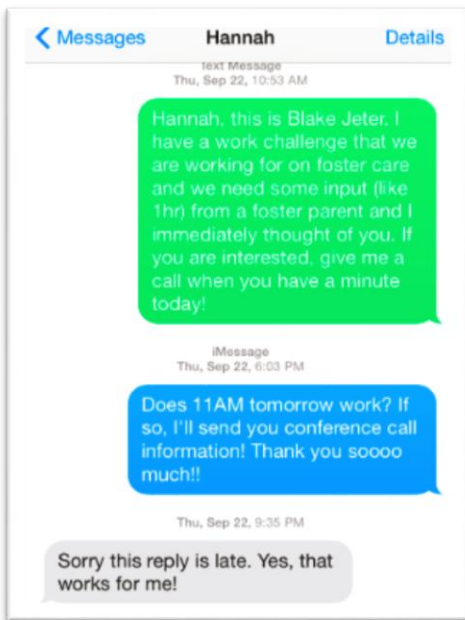 Messages Hannah Details
Text Message
Thu, Sep 22, 10:53 AM
Hannah, this is Blake Jeter. I
have a work challenge that we
are working for on foster care
and we need some input (like
1hr) from a foster parent and I
immediately thought of you. If
you are interested, give me a
call when you have a minute
today!
iMessage
Thu, Sep 22, 6:03 PM
Does 11AM tomorrow work? If
so, I'll send you conference call
information! Thank you soooo
much!!
Thu, Sep 22, 9:35 PM
Sorry this reply is late. Yes, that
works for me!